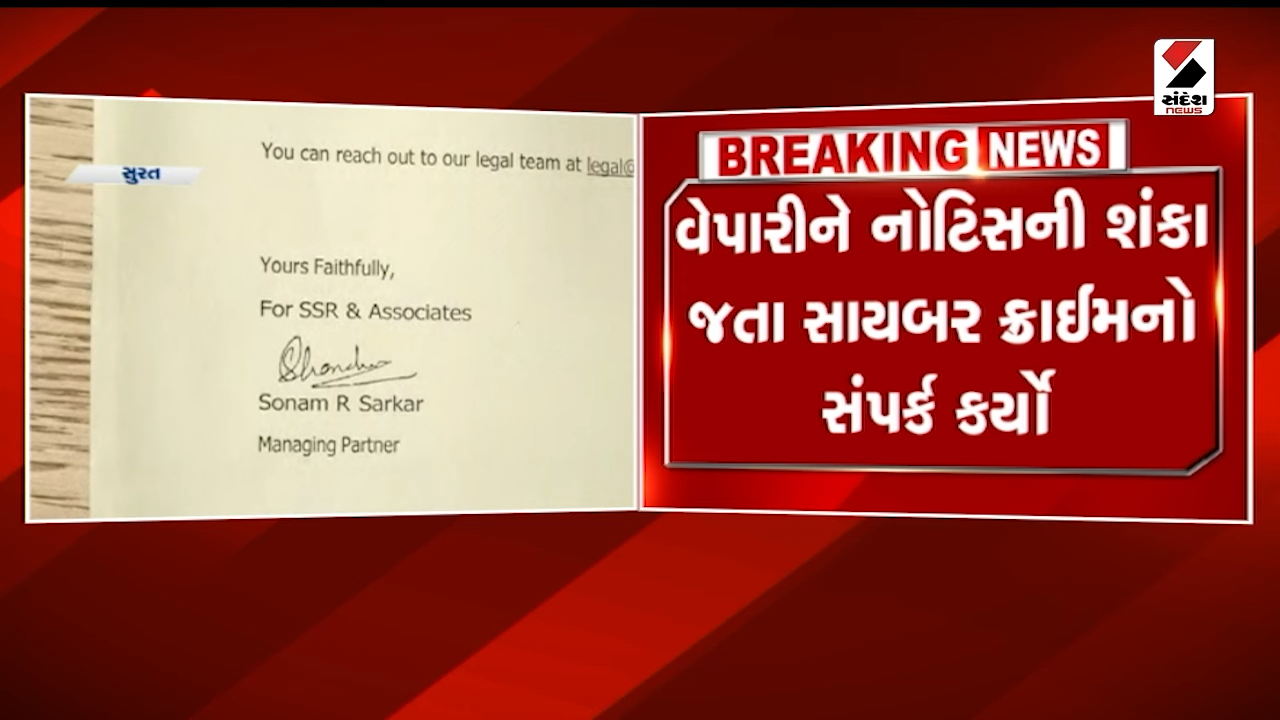 સંદેશ
NEWS
સુરત
You can reach out to our legal team at legal@
Yours Faithfully,
For SSR & Associates
Sonam R Sarkar
Managing Partner
BREAKING NEWS
વેપારીને નોટિસની શંકા
જતા સાયબર ક્રાઈમનો
સંપર્ક કર્યો